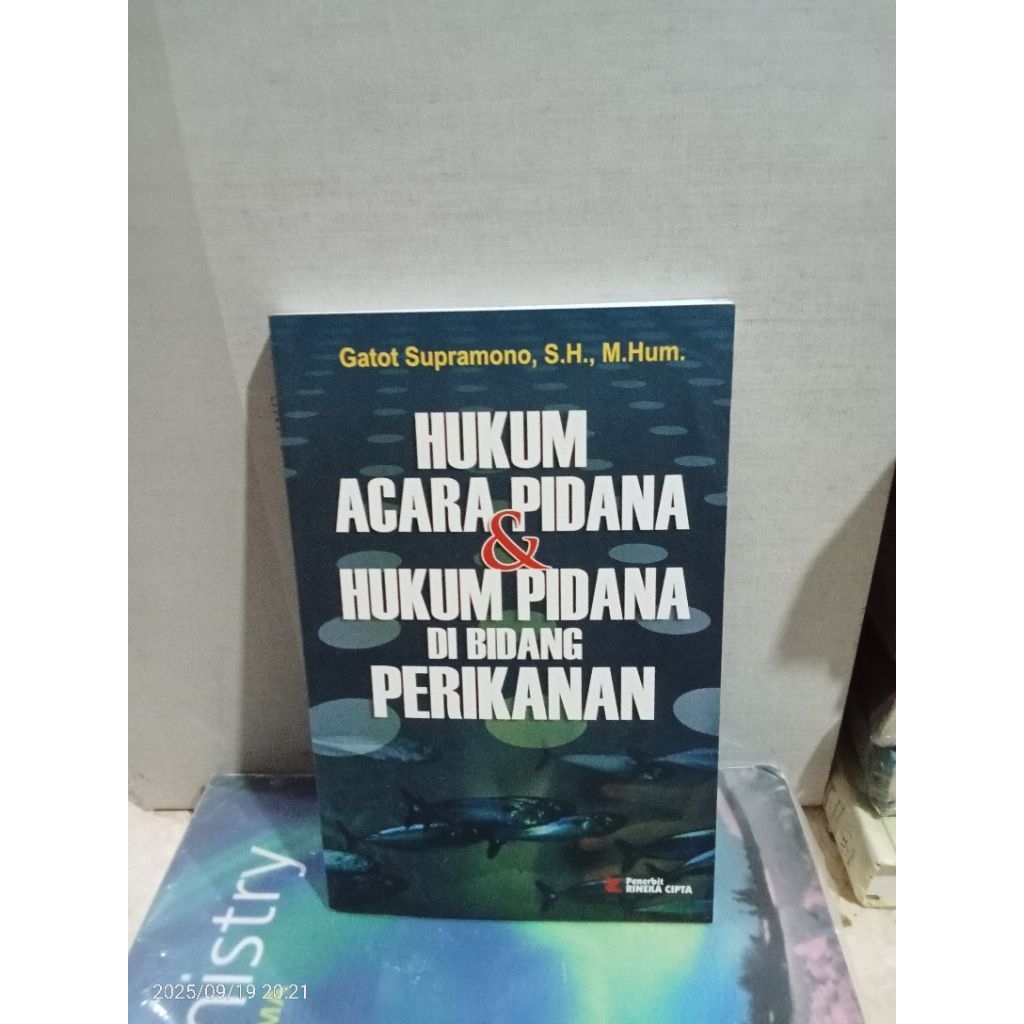 Gatot Supramono, S.H., M.Hum.
HUKUM
ACARA PIDANA
&
HUKUM PIDANA
DI BIDANG
PERIKANAN
Penerbit
RINEKA CIPTA
nistry
2025/09/19 20:21